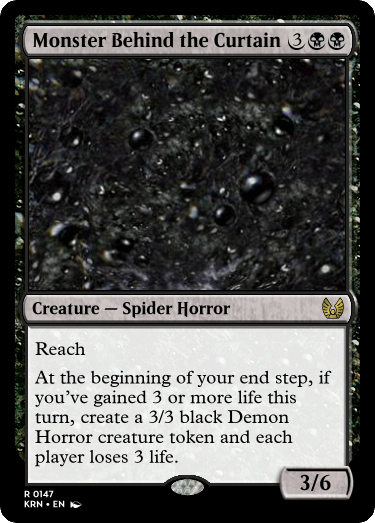 Monster Behind the Curtain 3
Creature — Spider Horror
Reach
At the beginning of your end step, if
you've gained 3 or more life this
turn, create a 3/3 black Demon
Horror creature token and each
player loses 3 life.
3/6
R 0147
KRN • EN